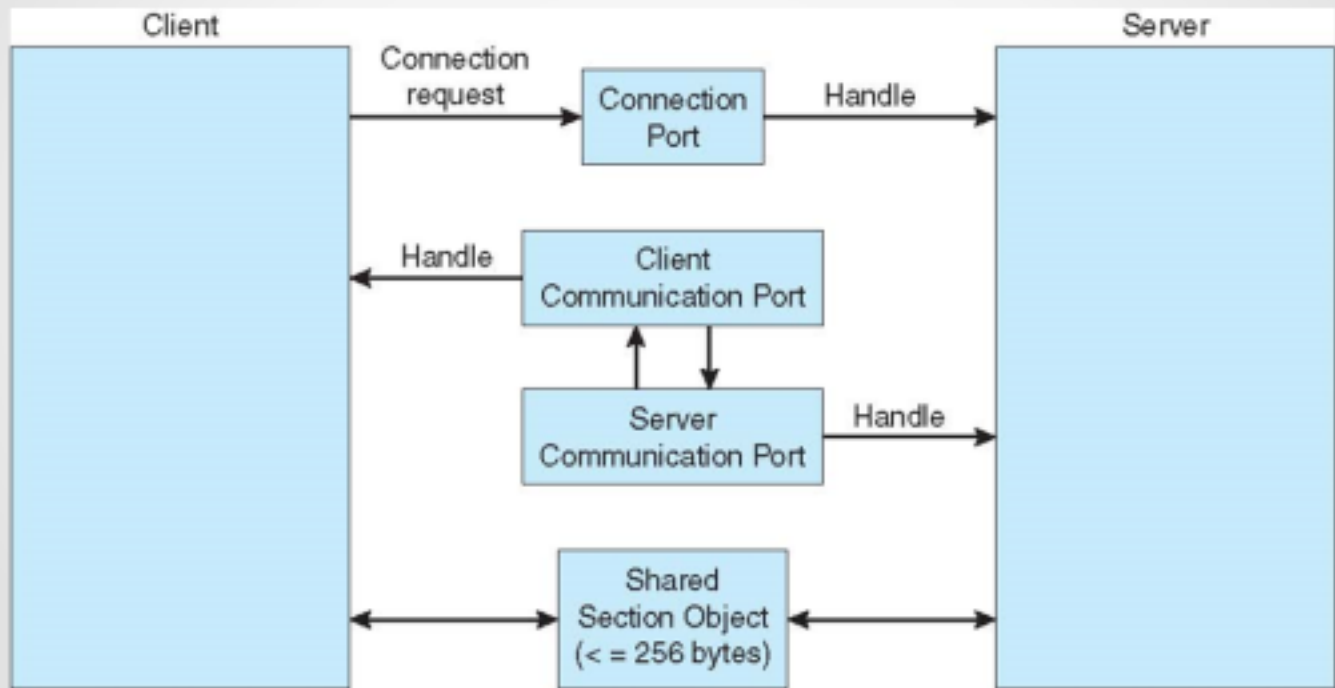 Client
Server
Connection
request
Connection
Port
Handle
Handle
Client
Communication Port
Server
Communication Port
Handle
Shared
Section Object
(< = 256 bytes)